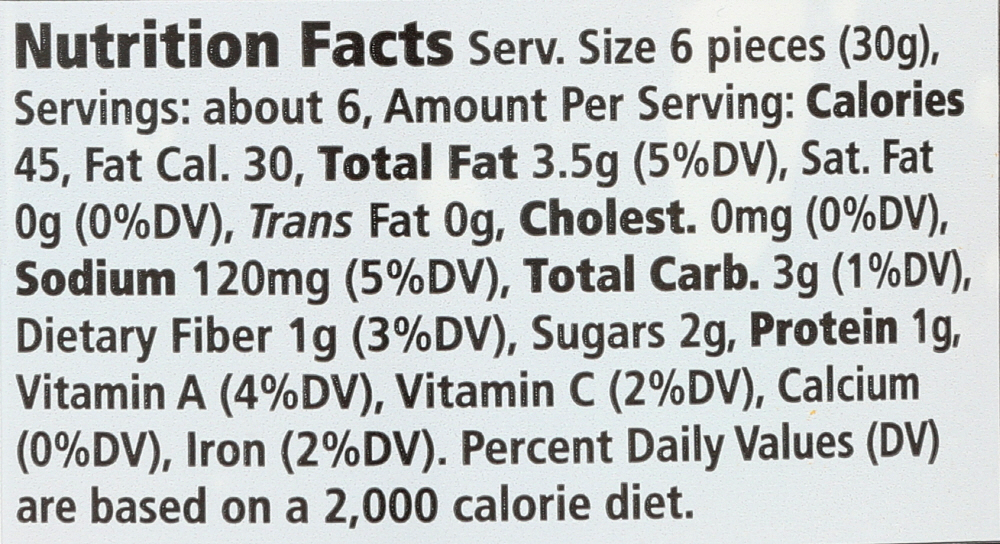 Nutrition Facts Serv. Size 6 pieces (30g),
Servings: about 6, Amount Per Serving: Calories
45, Fat Cal. 30, Total Fat 3.5g (5%DV), Sat. Fat
0g (0%DV), Trans Fat 0g, Cholest. 0mg (0%DV),
Sodium 120mg (5%DV), Total Carb. 3g (1%DV),
Dietary Fiber 1g (3%DV), Sugars 2g, Protein 1g,
Vitamin A (4%DV), Vitamin C (2%DV), Calcium
(0%DV), Iron (2%DV). Percent Daily Values (DV)
are based on a 2,000 calorie diet.